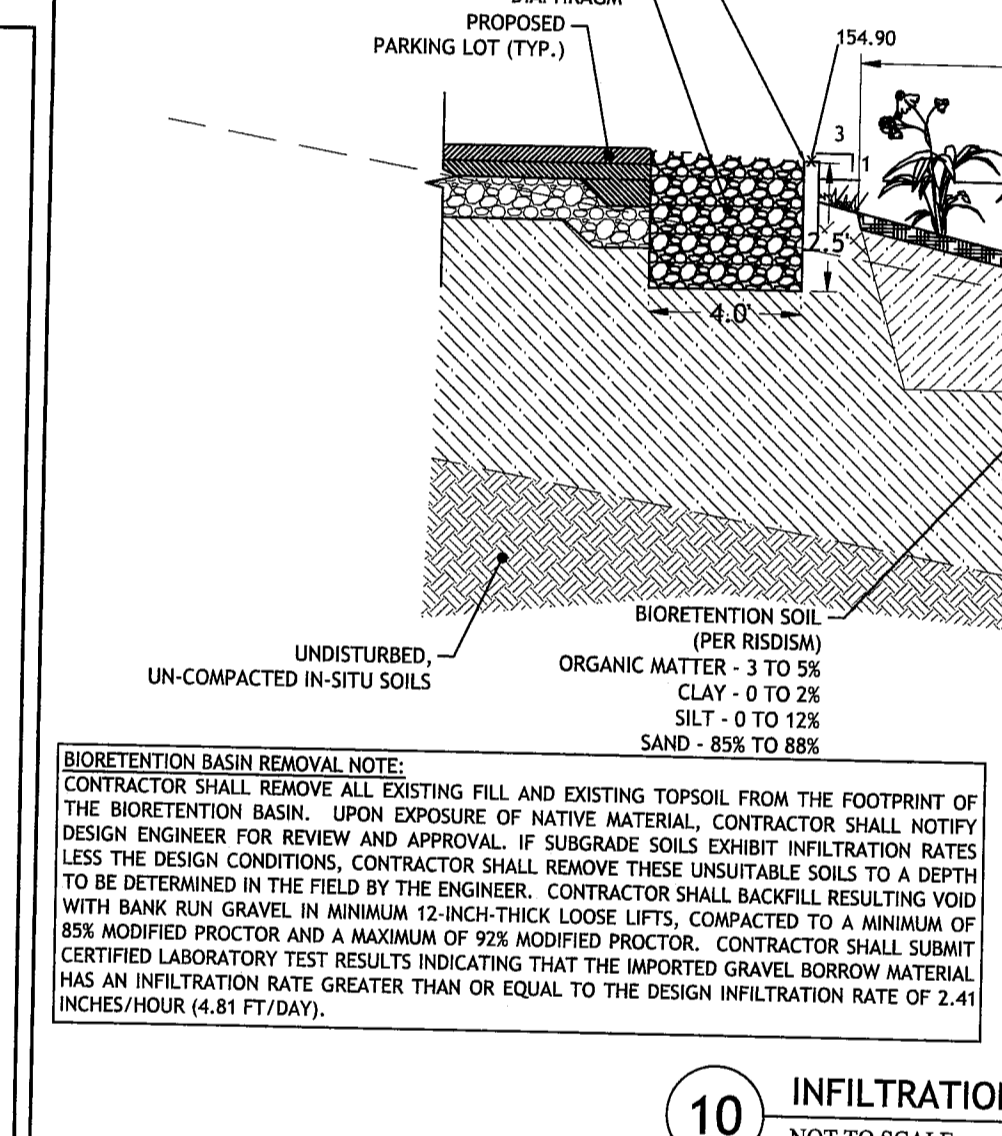 DIAPHRAGM
PROPOSED
PARKING LOT (TYP.)
154.90
3
1
2.5'
4.0'
BIORETENTION SOIL
(PER RISDISM)
ORGANIC MATTER - 3 TO 5%
CLAY - 0 TO 2%
SILT - 0 TO 12%
SAND - 85% TO 88%
UNDISTURBED,
UN-COMPACTED IN-SITU SOILS
BIORETENTION BASIN REMOVAL NOTE:
CONTRACTOR SHALL REMOVE ALL EXISTING FILL AND EXISTING TOPSOIL FROM THE FOOTPRINT OF
THE BIORETENTION BASIN. UPON EXPOSURE OF NATIVE MATERIAL, CONTRACTOR SHALL NOTIFY
DESIGN ENGINEER FOR REVIEW AND APPROVAL. IF SUBGRADE SOILS EXHIBIT INFILTRATION RATES
LESS THE DESIGN CONDITIONS, CONTRACTOR SHALL REMOVE THESE UNSUITABLE SOILS TO A DEPTH
TO BE DETERMINED IN THE FIELD BY THE ENGINEER. CONTRACTOR SHALL BACKFILL RESULTING VOID
WITH BANK RUN GRAVEL IN MINIMUM 12-INCH-THICK LOOSE LIFTS, COMPACTED TO A MINIMUM OF
85% MODIFIED PROCTOR AND A MAXIMUM OF 92% MODIFIED PROCTOR. CONTRACTOR SHALL SUBMIT
CERTIFIED LABORATORY TEST RESULTS INDICATING THAT THE IMPORTED GRAVEL BORROW MATERIAL
HAS AN INFILTRATION RATE GREATER THAN OR EQUAL TO THE DESIGN INFILTRATION RATE OF 2.41
INCHES/HOUR (4.81 FT/DAY).
10
INFILTRATION
NOT TO SCALE